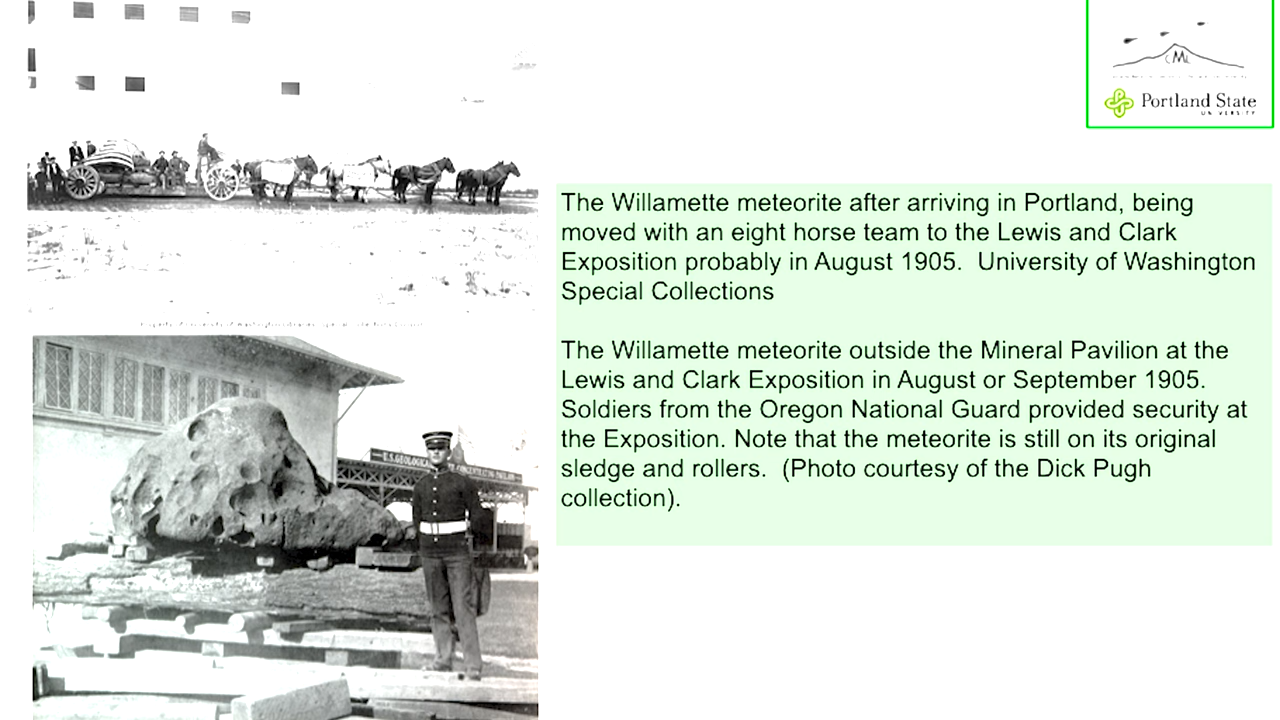 CML
Portland State
UNIVERSITY
The Willamette meteorite after arriving in Portland, being
moved with an eight horse team to the Lewis and Clark
Exposition probably in August 1905.  University of Washington
Special Collections
The Willamette meteorite outside the Mineral Pavilion at the
Lewis and Clark Exposition in August or September 1905.
Soldiers from the Oregon National Guard provided security at
the Exposition. Note that the meteorite is still on its original
sledge and rollers.  (Photo courtesy of the Dick Pugh
collection).
U.S. GEOLOGICAL